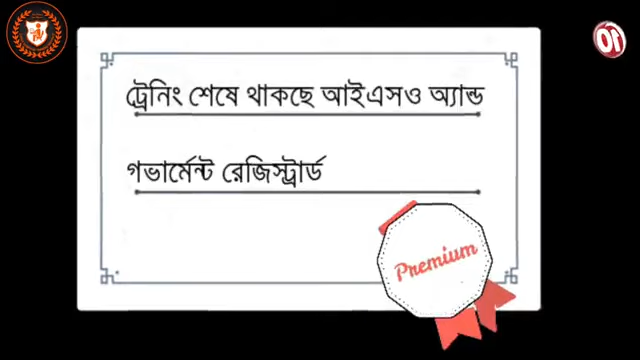 ট্রেনিং শেষে থাকছে আইএসও অ্যান্ড
গভার্মেন্ট রেজিস্ট্রার্ড
Premium